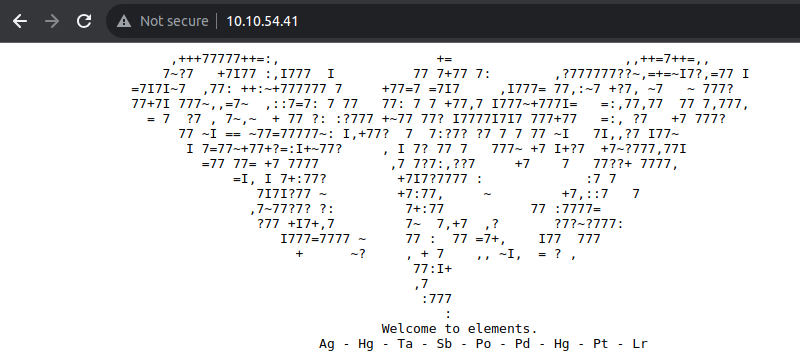 Not secure | 10.10.54.41
,+++77777++=:,                    +=                      ,,++=7++=,,
7~?7   +7I77 :,I777  I          77 7+77 7:        ,?777777??~,=+=~I7?,=77 I
=7I7I~7  ,77: ++:~+777777 7     +77=7 =7I7     ,I777= 77,:~7 +?7, ~7   ~ 777?
77+7I 777~,,=7~  ,::7=7: 7 77   77: 7 7 +77,7 I777~+777I=   =:,77,77  77 7,777,
= 7  ?7 , 7~,~  + 77 ?: :?777 +~77 77? I7777I7I7 777+77   =:, ?7   +7 777?
77 ~I == ~77=77777~: I,+77?  7  7:?7? ?7 7 7 77 ~I   7I,,?7 I77~
I 7=77~+77+?=:I+~77?     , I 7? 77 7   777~ +7 I+?7  +7~?777,77I
=77 77= +7 7777         ,7 7?7:,??7     +7    7   77??+ 7777,
=I, I 7+:77?         +7I7?7777 :             :7 7
7I7I?77 ~         +7:77,     ~         +7,::7   7
,7~77?7? ?:         7+:77           77 :7777=
?77 +I7+,7         7~  7,+7  ,?       ?7?~?777:
I777=7777 ~     77 :  77 =7+,    I77  777
+      ~?     , + 7    ,, ~I,  = ? ,
77:I+
,7
:777
:
Welcome to elements.
Ag - Hg - Ta - Sb - Po - Pd - Hg - Pt - Lr